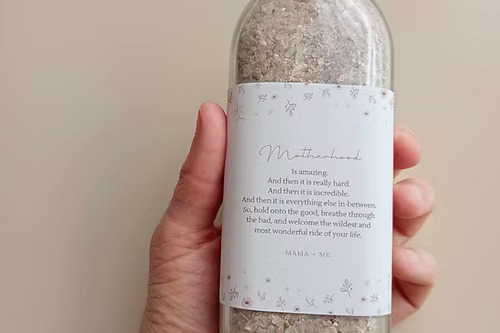 Motherhood
Is amazing.
And then it is really hard.
And then it is incredible.
And then it is everything else in-between.
So, hold onto the good, breathe through
the bad, and welcome the wildest and
most wonderful ride of your life.
MAMA + ME